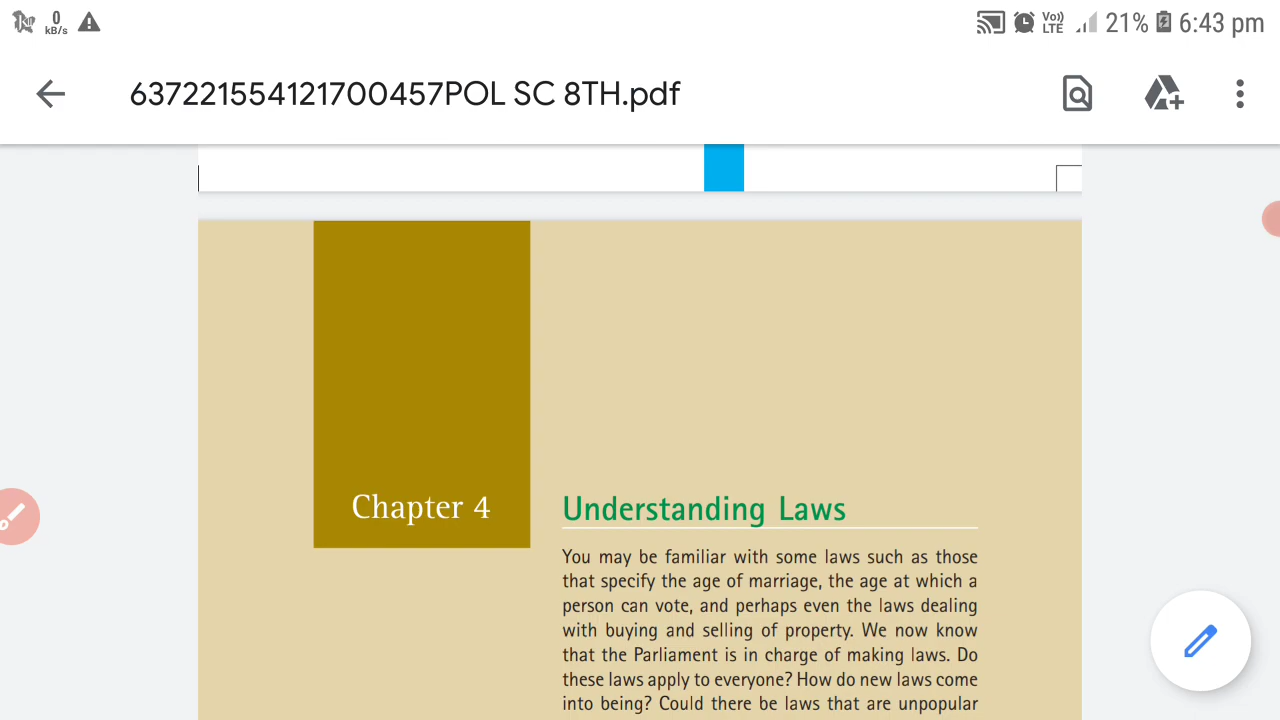 0
kB/s
Vo))
LTE
21%
6:43 pm
637221554121700457POL SC 8TH.pdf
Chapter 4
Understanding Laws
You may be familiar with some laws such as those
that specify the age of marriage, the age at which a
person can vote, and perhaps even the laws dealing
with buying and selling of property. We now know
that the Parliament is in charge of making laws. Do
these laws apply to everyone? How do new laws come
into being? Could there be laws that are unpopular